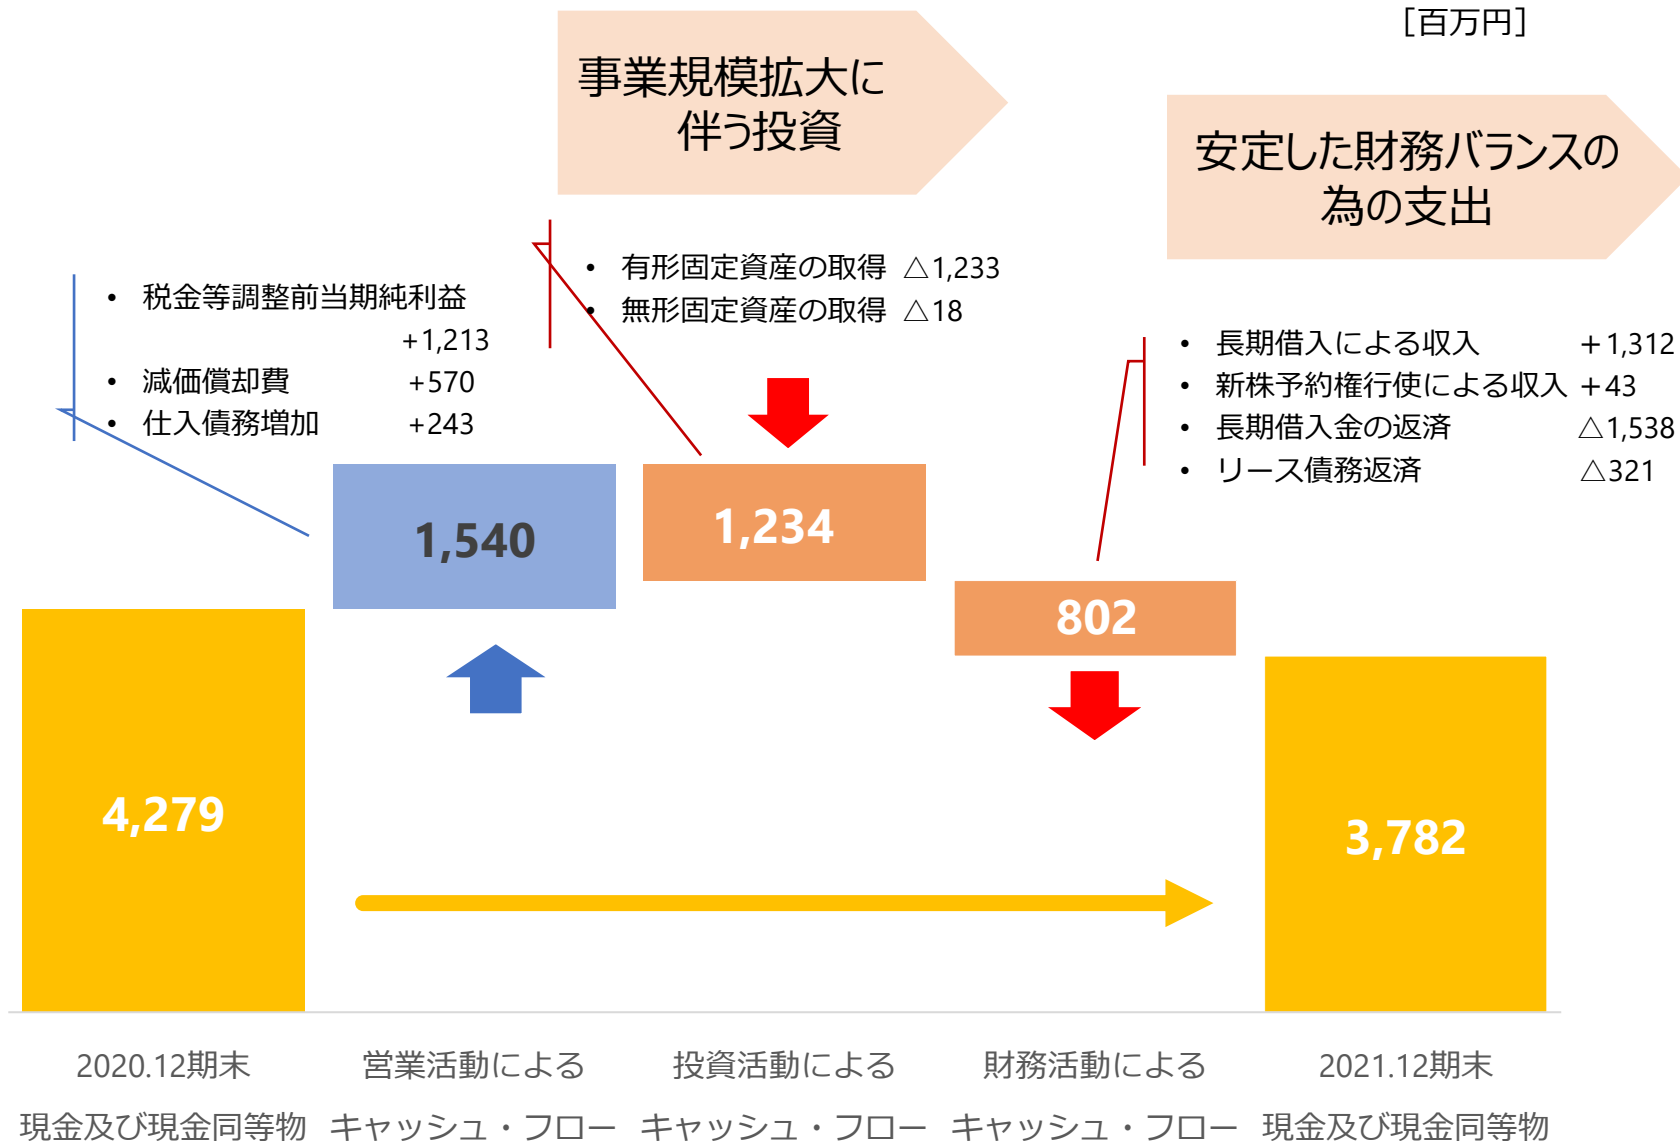 ［百万円］
事業規模拡大に
伴う投資
安定した財務バランスの
為の支出
• 税金等調整前当期純利益
+1,213
• 減価償却費 +570
• 仕入債務増加 +243
• 有形固定資産の取得 △1,233
• 無形固定資産の取得 △18
• 長期借入による収入 ＋1,312
• 新株予約権行使による収入 ＋43
• 長期借入金の返済 △1,538
• リース債務返済 △321
1,540
1,234
802
4,279
3,782
2020.12期末
現金及び現金同等物
営業活動による
キャッシュ・フロー
投資活動による
キャッシュ・フロー
財務活動による
キャッシュ・フロー
2021.12期末
現金及び現金同等物